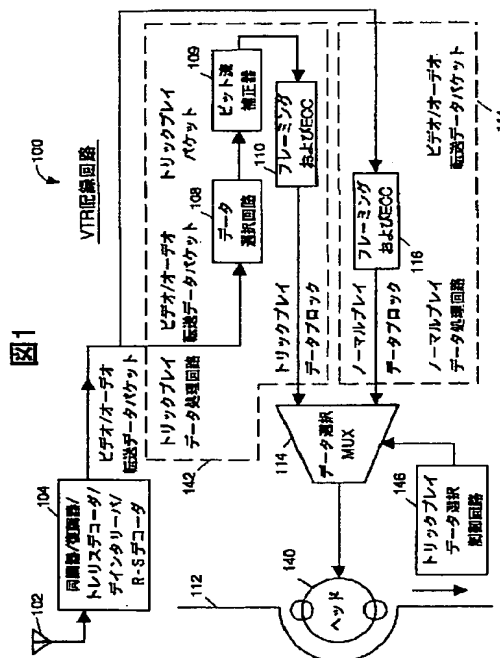 図1
100
VTR記録回路
102
104
同調器/復調器/
トレリスデコーダ/
デインタリーバ/
R-Sデコーダ
ビデオ/オーデオ
転送データパケット
トリックプレイ
データ処理回路
142
ビデオ/オーデオ
転送データパケット
108
データ
選択回路
トリックプレイ
パケット
109
ビット流
補正器
110
フレーミング
およびECC
トリックプレイ
データブロック
ビデオ/オーデオ
転送データパケット
フレーミング
およびECC
116
ノーマルプレイ
データブロック
ノーマルプレイ
データ処理回路
114
データ選択
MUX
146
トリックプレイ
データ選択
制御回路
112
140
ヘッド